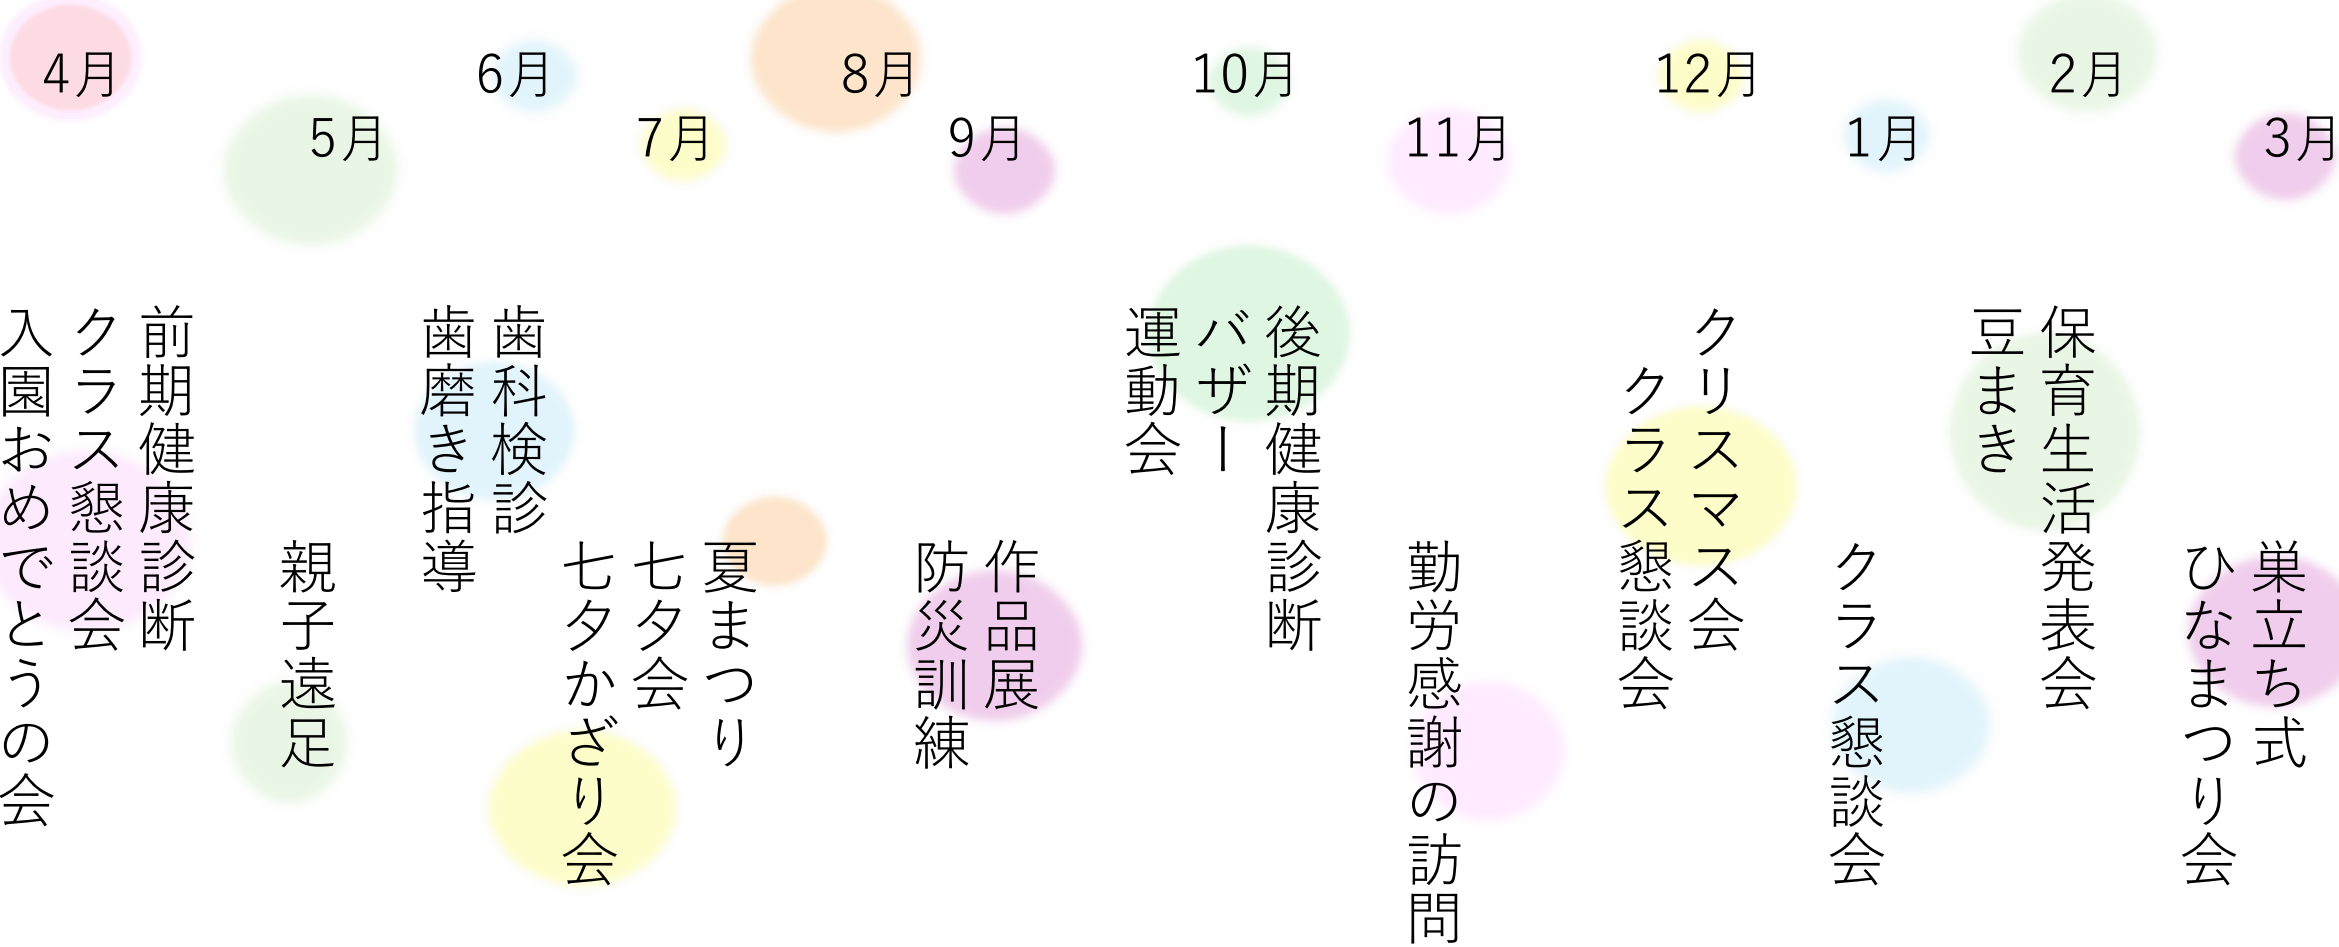 4月
5月
6月
7月
8月
9月
10月
11月
12月
1月
2月
3月
入園おめでとうの会
クラス懇談会
前期健康診断
親子遠足
歯磨き指導
歯科検診
七夕かざり会
七夕会
夏まつり
防災訓練
作品展
運動会
バザー
後期健康診断
勤労感謝の訪問
クラス懇談会
クリスマス会
クラス懇談会
豆まき
保育生活発表会
ひなまつり会
巣立ち式